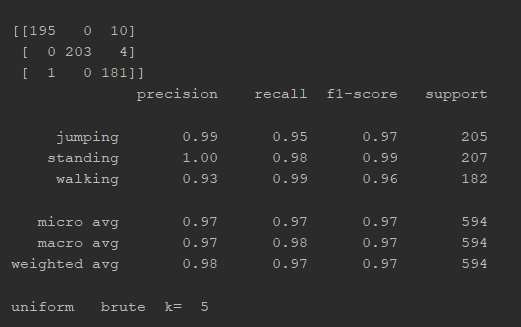 [[195   0  10]
 [  0 203   4]
 [  1   0 181]]
              precision    recall  f1-score   support
     jumping       0.99      0.95      0.97       205
    standing       1.00      0.98      0.99       207
     walking       0.93      0.99      0.96       182
   micro avg       0.97      0.97      0.97       594
   macro avg       0.97      0.98      0.97       594
weighted avg       0.98      0.97      0.97       594
uniform   brute  k=  5